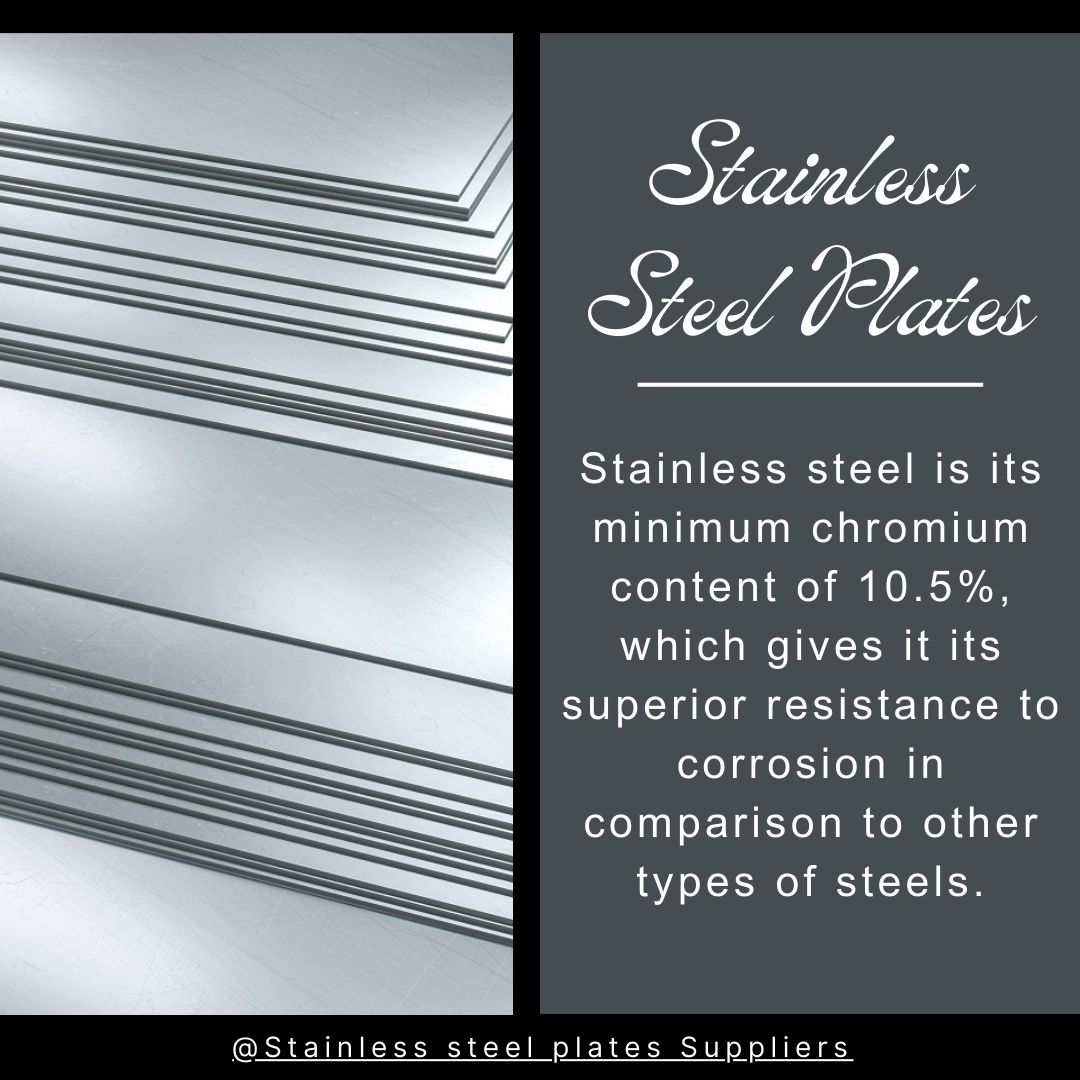 Stainless
Steel Plates
Stainless steel is its
minimum chromium
content of 10.5%,
which gives it its
superior resistance to
corrosion in
comparison to other
types of steels.
@Stainless steel plates Suppliers